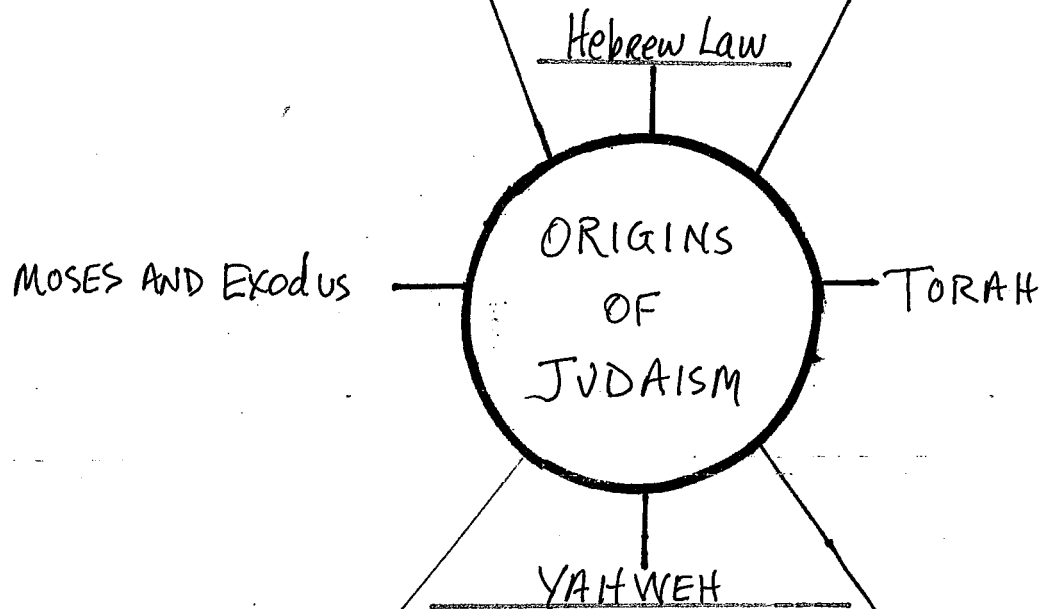 Hebrew Law
ORIGINS
OF
JUDAISM
MOSES AND Exodus
TORAH
YAHWEH